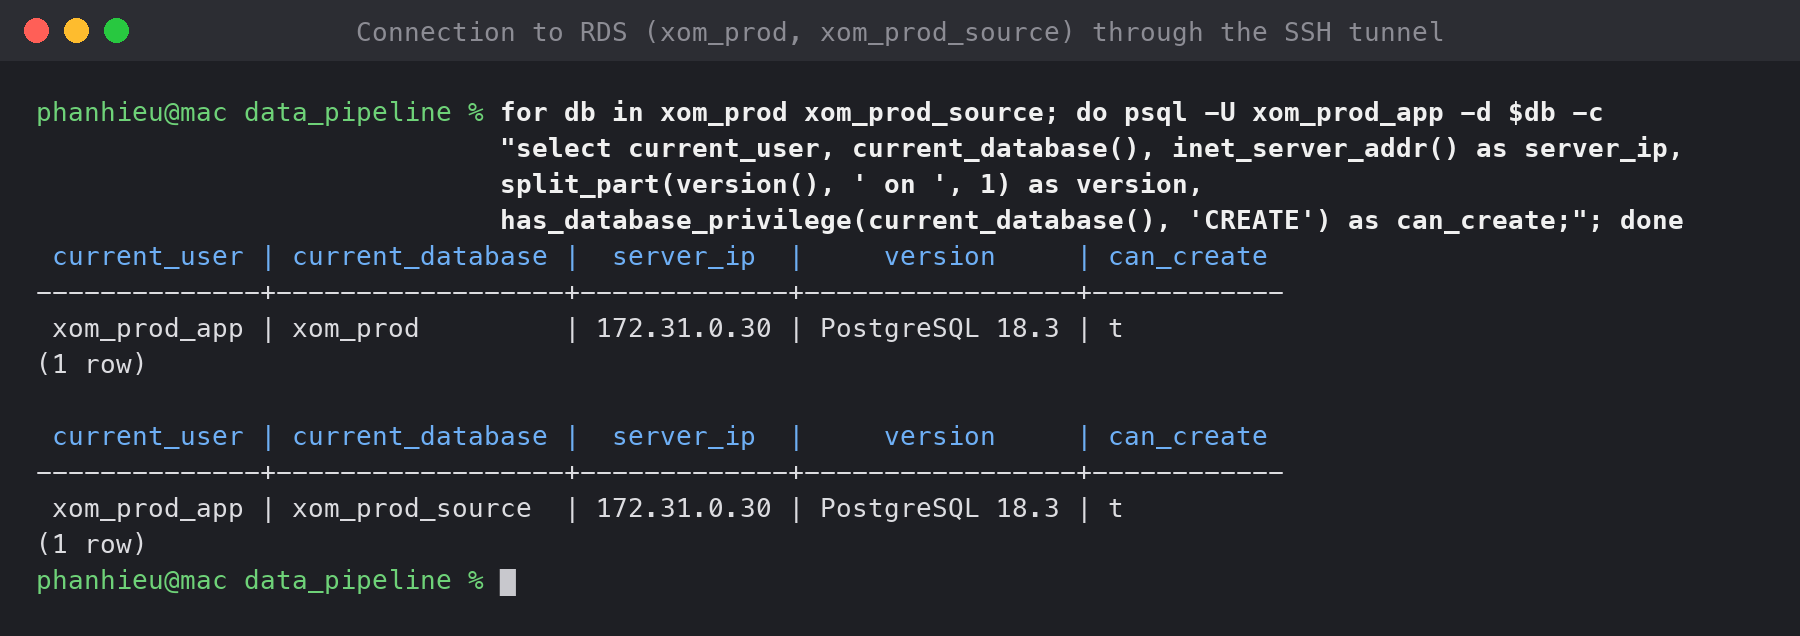 Connection to RDS (xom_prod, xom_prod_source) through the SSH tunnel
phanhieu@mac data_pipeline % for db in xom_prod xom_prod_source; do psql -U xom_prod_app -d $db -c
"select current_user, current_database(), inet_server_addr() as server_ip,
split_part(version(), ' on ', 1) as version,
has_database_privilege(current_database(), 'CREATE') as can_create;"; done
 current_user | current_database |  server_ip  |     version     | can_create
--------------+------------------+-------------+-----------------+------------
 xom_prod_app | xom_prod         | 172.31.0.30 | PostgreSQL 18.3 | t
(1 row)
 current_user | current_database |  server_ip  |     version     | can_create
--------------+------------------+-------------+-----------------+------------
 xom_prod_app | xom_prod_source  | 172.31.0.30 | PostgreSQL 18.3 | t
(1 row)
phanhieu@mac data_pipeline %